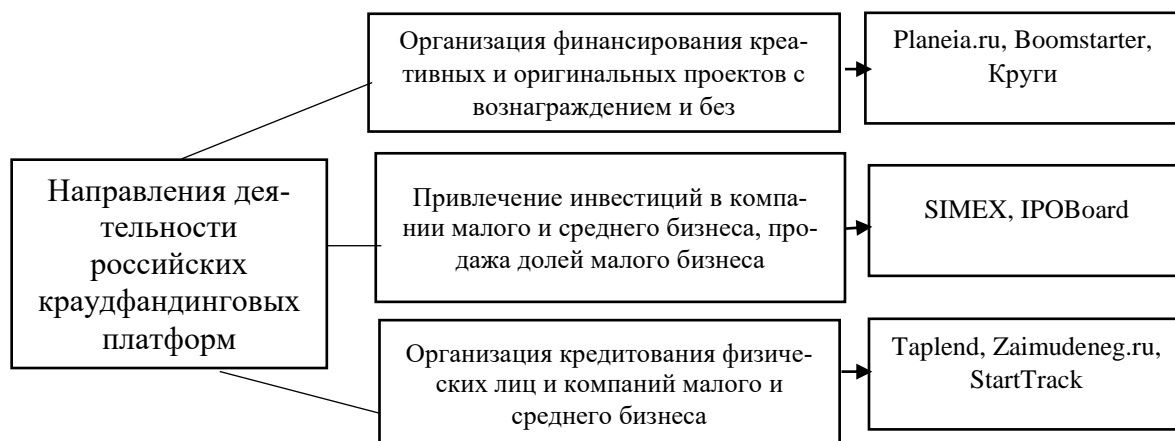 Направления дея-
тельности
российских
краудфандинговых
платформ
Организация финансирования креа-
тивных и оригинальных проектов с
вознаграждением и без
Planeia.ru, Boomstarter,
Круги
Привлечение инвестиций в компа-
нии малого и среднего бизнеса, про-
дажа долей малого бизнеса
SIMEX, IPOBoard
Организация кредитования физиче-
ских лиц и компаний малого и
среднего бизнеса
Taplend, Zaimudeneg.ru,
StartTrack